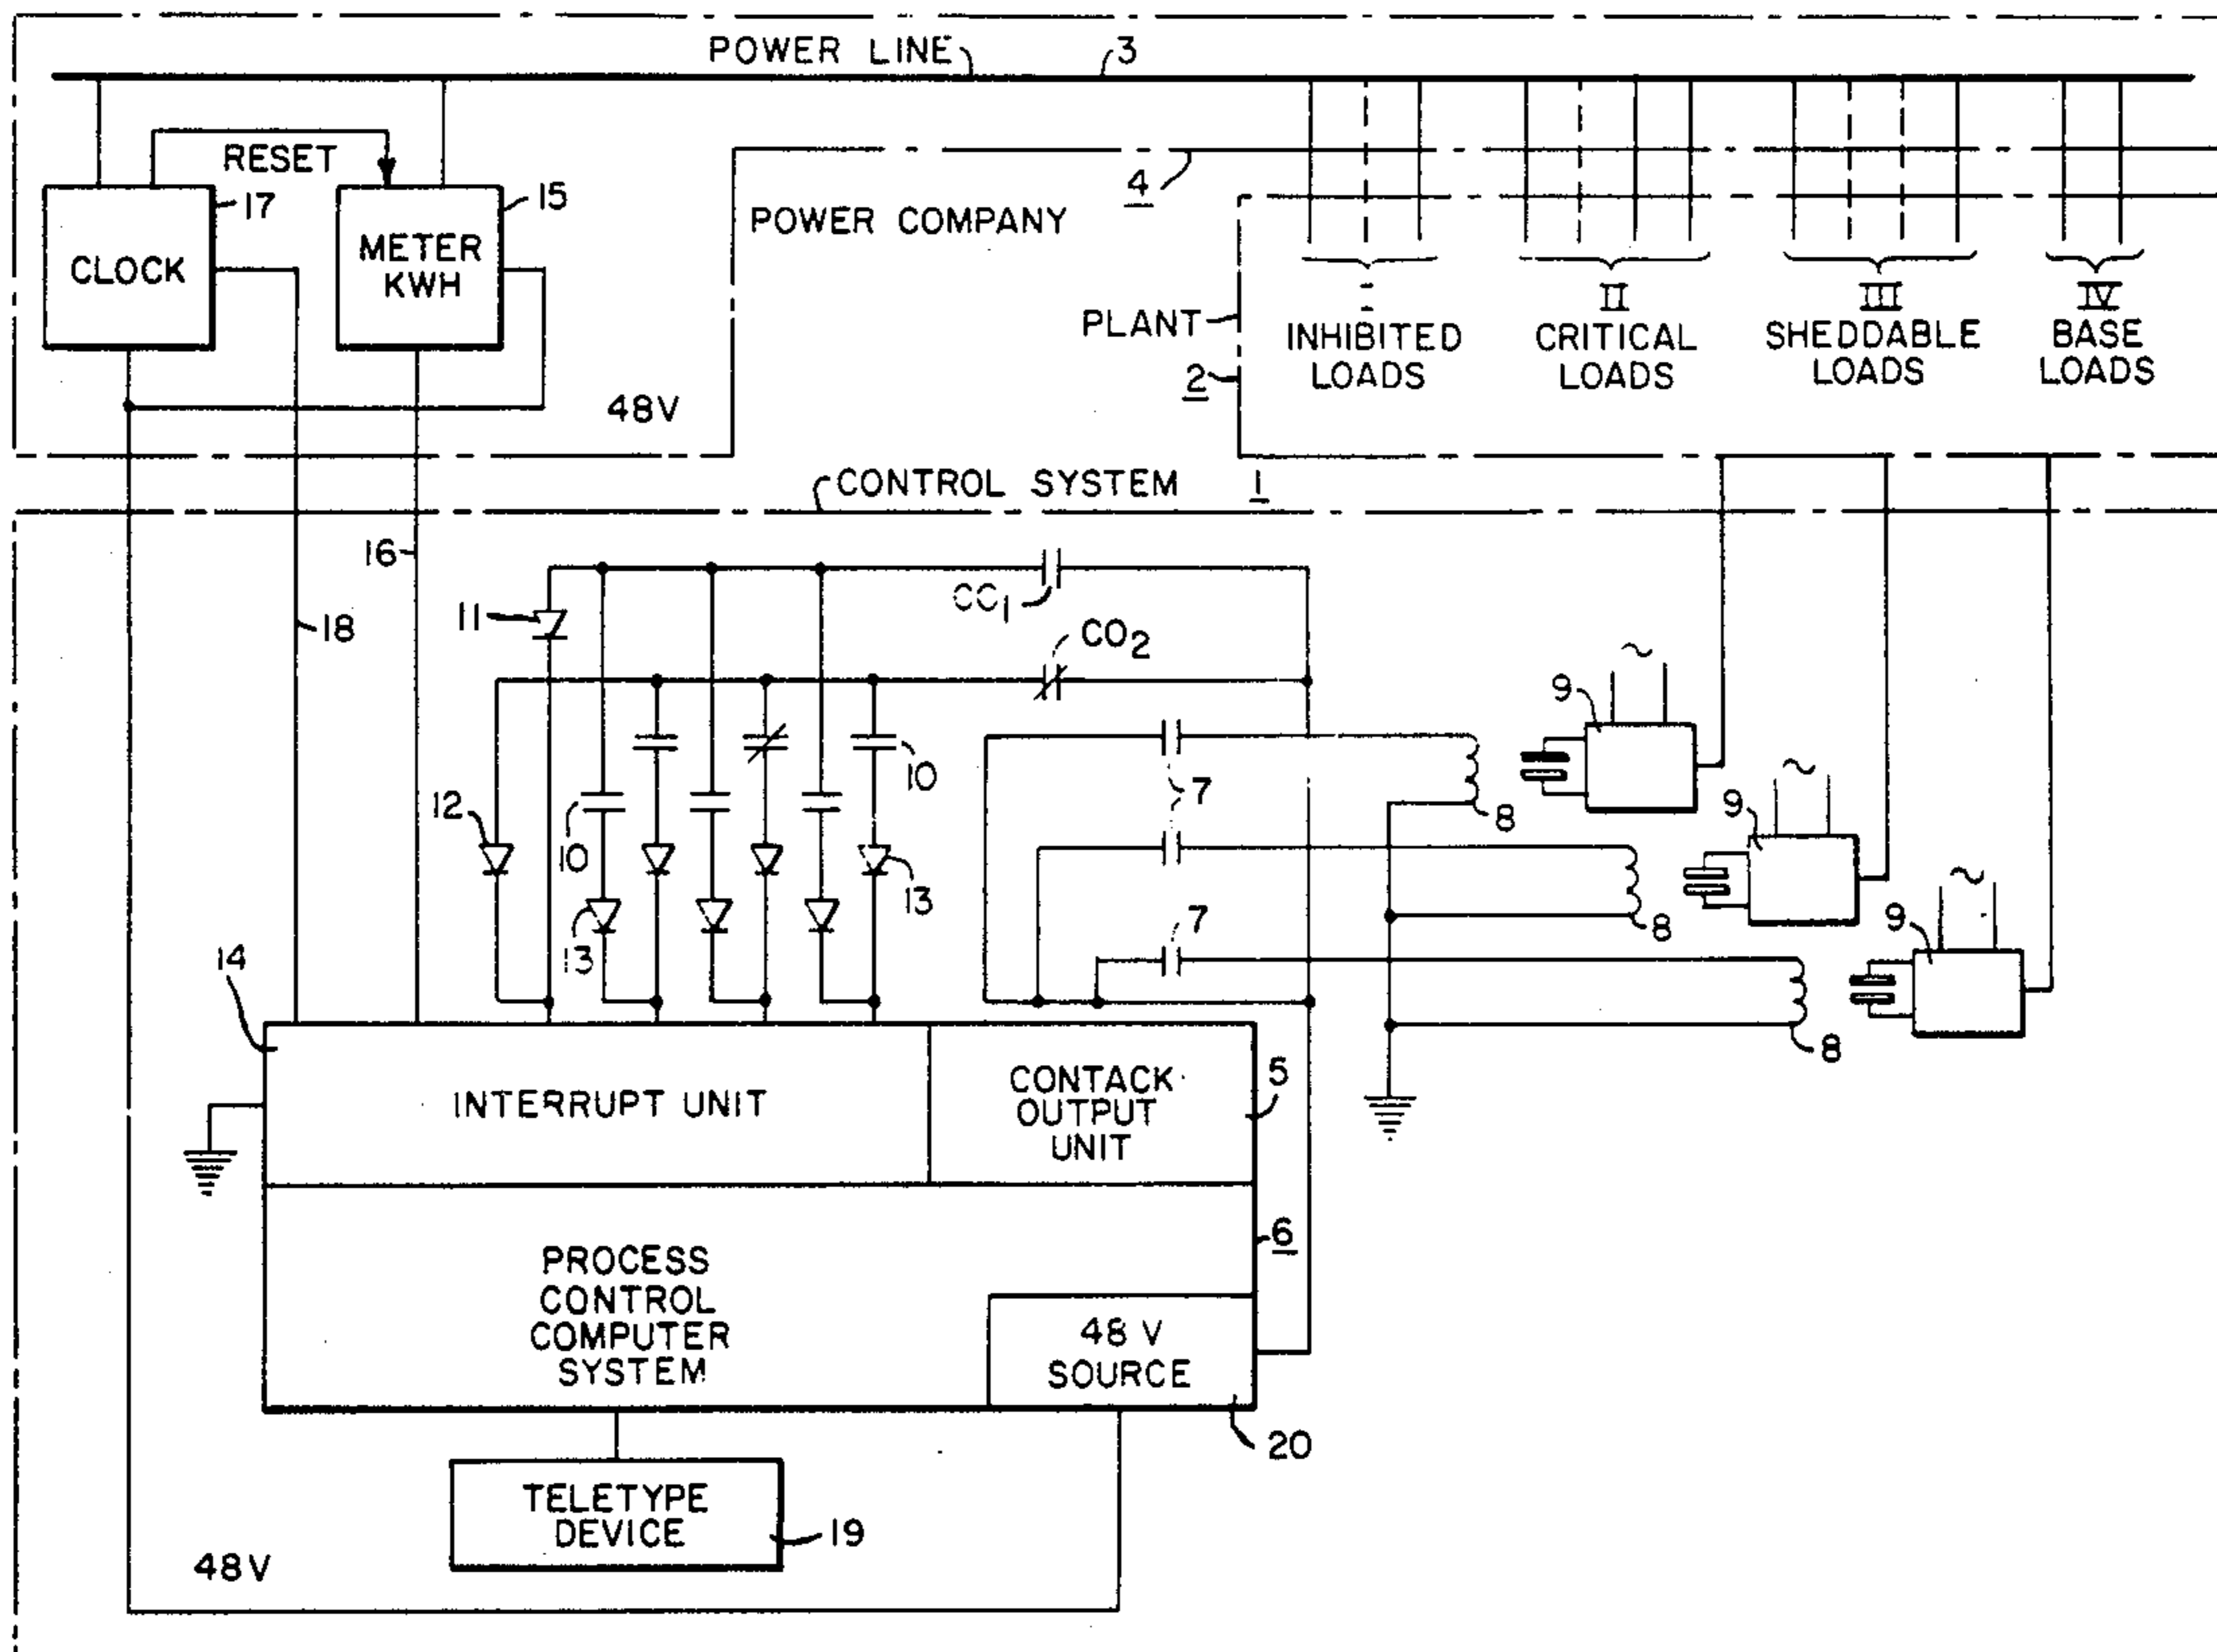 POWER LINE 3
RESET
17
15
CLOCK
METER
KWH
4
POWER COMPANY
PLANT
2
I
INHIBITED
LOADS
II
CRITICAL
LOADS
III
SHEDDABLE
LOADS
IV
BASE
LOADS
48V
CONTROL SYSTEM 1
16
18
11
CC1
CO2
12
10
10
13
13
7
7
8
8
8
9
9
9
14
INTERRUPT UNIT
CONTACK
OUTPUT
UNIT
5
6
PROCESS
CONTROL
COMPUTER
SYSTEM
48 V
SOURCE
20
TELETYPE
DEVICE
19
48V